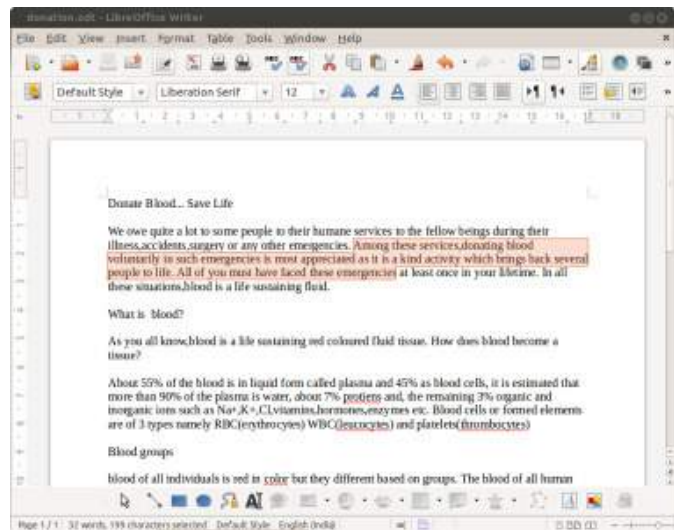 donation.odt - LibreOffice Writer
File Edit View Insert Format Table Tools Window Help
Default Style Liberation Serif 12
Donate Blood... Save Life
We owe quite a lot to some people to their humane services to the fellow beings during their
illness,accidents,surgery or any other emergencies. Among these services,donating blood
voluntarily in such emergencies is most appreciated as it is a kind activity which brings back several
people to life. All of you must have faced these emergencies at least once in your lifetime. In all
these situations,blood is a life sustaining fluid.
What is blood?
As you all know,blood is a life sustaining red coloured fluid tissue. How does blood become a
tissue?
About 55% of the blood is in liquid form called plasma and 45% as blood cells, it is estimated that
more than 90% of the plasma is water, about 7% protiens and, the remaining 3% organic and
inorganic ions such as Na+,K+,Cl,vitamins,hormones,enzymes etc. Blood cells or formed elements
are of 3 types namely RBC(erythrocytes) WBC(leucocytes) and platelets(thrombocytes)
Blood groups
blood of all individuals is red in color but they different based on groups. The blood of all human
Page 1 / 1 32 words, 199 characters selected Default Style English (India)